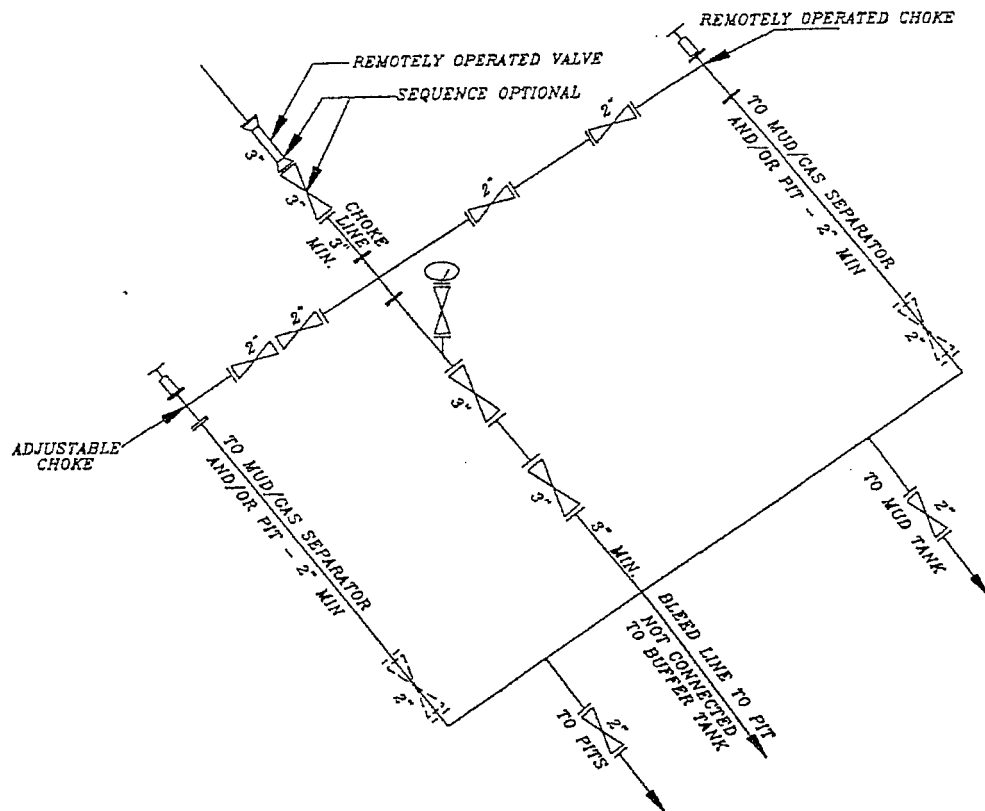 REMOTELY OPERATED CHOKE
REMOTELY OPERATED VALVE
SEQUENCE OPTIONAL
2"
2"
3"
3"
CHOKE
LINE
3"
MIN.
TO MUD/GAS SEPARATOR
AND/OR PIT - 2" MIN
2"
2"
2"
3"
ADJUSTABLE
CHOKE
TO MUD/GAS SEPARATOR
AND/OR PIT - 2" MIN
3"
3" MIN.
2"
TO MUD TANK
BLEED LINE TO PIT
NOT CONNECTED
TO BUFFER TANK
2"
2"
TO PITS